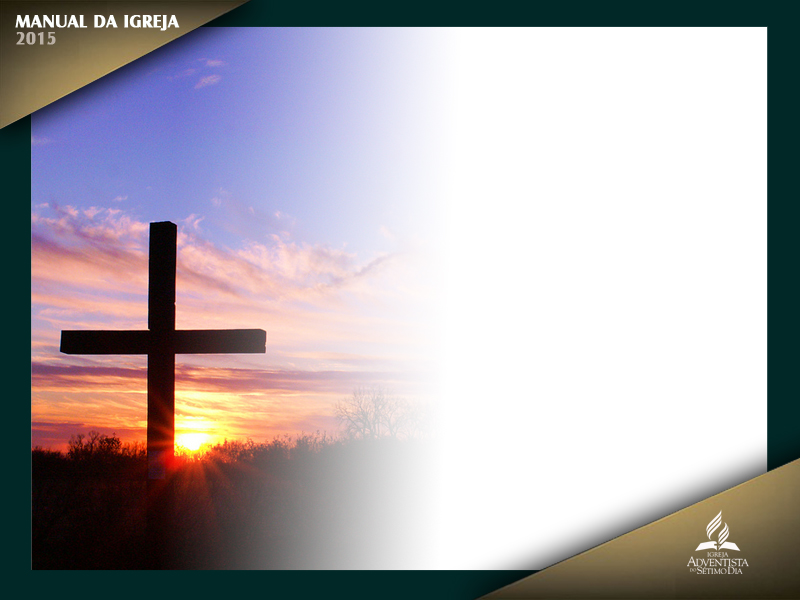 MANUAL DA IGREJA
2015
IGREJA
ADVENTISTA
DO SÉTIMO DIA